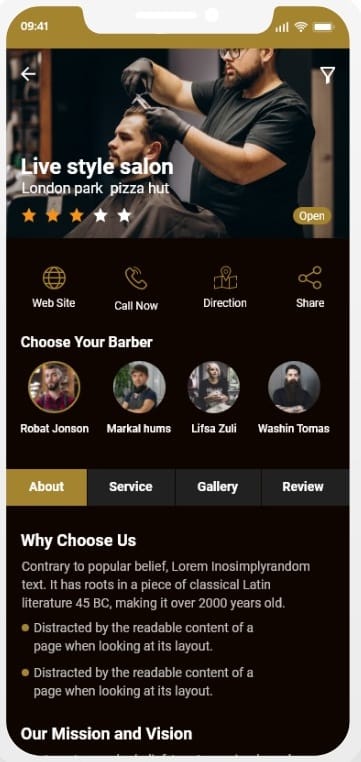 09:41
Live style salon
London park pizza hut
Open
Web Site
Call Now
Direction
Share
Choose Your Barber
Robat Jonson
Markal hums
Lifsa Zuli
Washin Tomas
About
Service
Gallery
Review
Why Choose Us
Contrary to popular belief, Lorem Inosimplyrandom
text. It has roots in a piece of classical Latin
literature 45 BC, making it over 2000 years old.
Distracted by the readable content of a
page when looking at its layout.
Distracted by the readable content of a
page when looking at its layout.
Our Mission and Vision